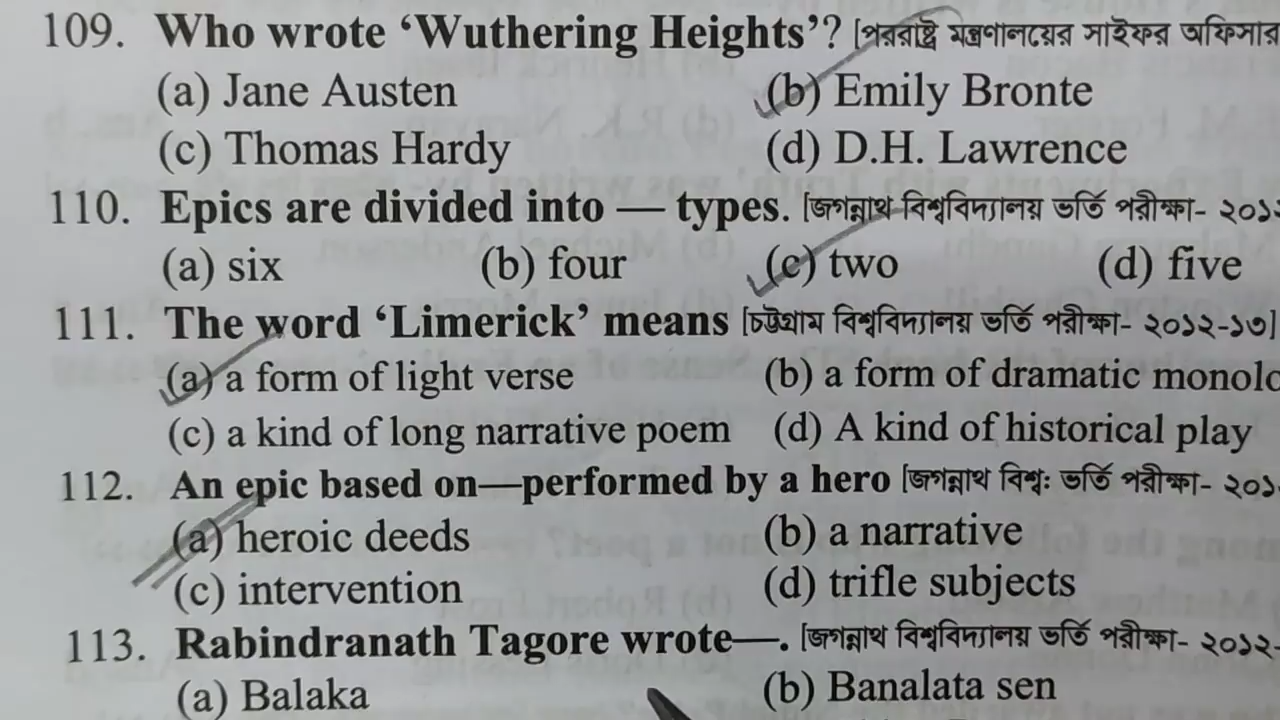 109. Who wrote ‘Wuthering Heights’? [পররাষ্ট্র মন্ত্রণালয়ের সাইফর অফিসার
(a) Jane Austen (b) Emily Bronte
(c) Thomas Hardy (d) D.H. Lawrence
110. Epics are divided into — types. [জগন্নাথ বিশ্ববিদ্যালয় ভর্তি পরীক্ষা-
(a) six (b) four (c) two (d) five
111. The word ‘Limerick’ means [চট্টগ্রাম বিশ্ববিদ্যালয় ভর্তি পরীক্ষা- ২০১২-১৩]
(a) a form of light verse (b) a form of dramatic
(c) a kind of long narrative poem (d) A kind of historical play
112. An epic based on—performed by a hero [জগন্নাথ বিশ্বঃ ভর্তি পরীক্ষা-
(a) heroic deeds (b) a narrative
(c) intervention (d) trifle subjects
113. Rabindranath Tagore wrote—. [জগন্নাথ বিশ্ববিদ্যালয় ভর্তি পরীক্ষা- ২০১২-
(a) Balaka (b) Banalata sen